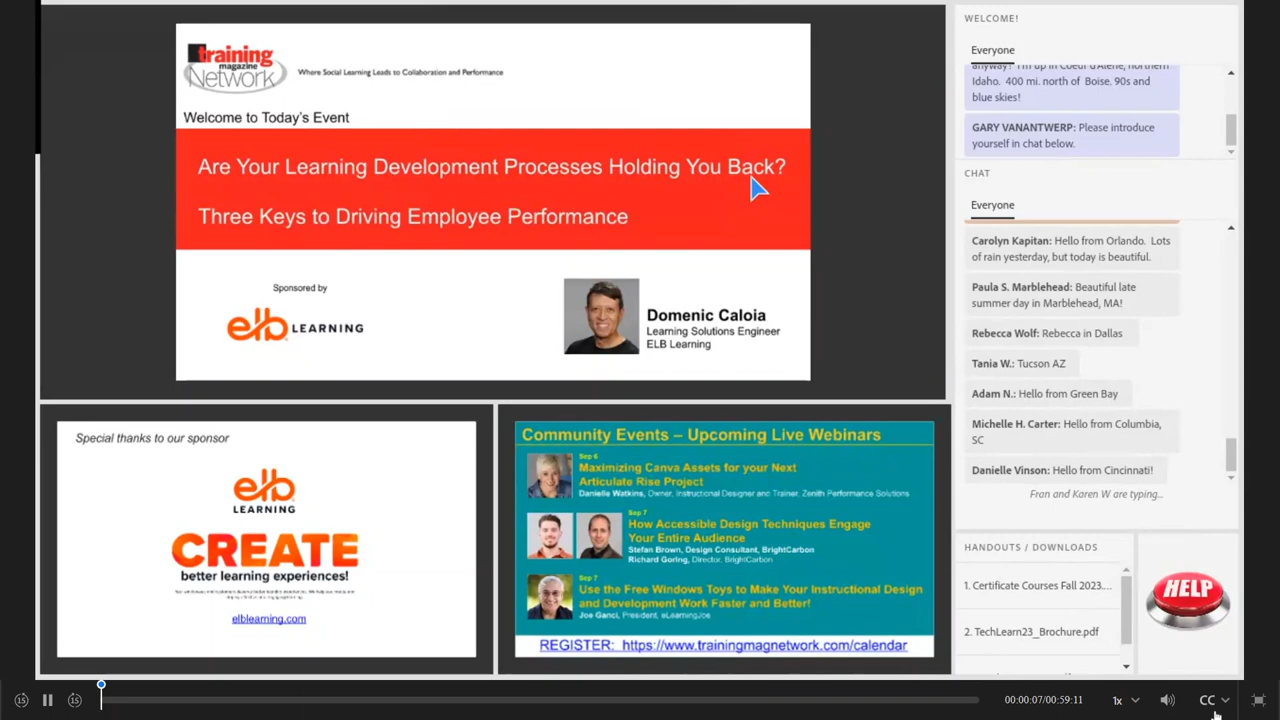 training
magazine
Network
Where Social Learning Leads to Collaboration and Performance
Welcome to Today's Event
Are Your Learning Development Processes Holding You Back?
Three Keys to Driving Employee Performance
Sponsored by
elb LEARNING
Domenic Caloia
Learning Solutions Engineer
ELB Learning
Special thanks to our sponsor
elb
LEARNING
CREATE
better learning experiences!
elblearning.com
Community Events – Upcoming Live Webinars
Sep 6
Maximizing Canva Assets for your Next
Articulate Rise Project
Danielle Watkins, Owner, Instructional Designer and Trainer, Zenith Performance Solutions
Sep 7
How Accessible Design Techniques Engage
Your Entire Audience
Stefan Brown, Design Consultant, BrightCarbon
Richard Goring, Director, BrightCarbon
Sep 7
Use the Free Windows Toys to Make Your Instructional Design
and Development Work Faster and Better!
Joe Ganci, President, eLearningJoe
REGISTER: https://www.trainingmagnetwork.com/calendar
WELCOME!
Everyone
anyway! I'm up in Coeur d'Alene, northern
Idaho. 400 mi. north of Boise. 90s and
blue skies!
GARY VANANTWERP: Please introduce
yourself in chat below.
CHAT
Everyone
Carolyn Kapitan: Hello from Orlando. Lots
of rain yesterday, but today is beautiful.
Paula S. Marblehead: Beautiful late
summer day in Marblehead, MA!
Rebecca Wolf: Rebecca in Dallas
Tania W.: Tucson AZ
Adam N.: Hello from Green Bay
Michelle H. Carter: Hello from Columbia,
SC
Danielle Vinson: Hello from Cincinnati!
Fran and Karen W are typing...
HANDOUTS / DOWNLOADS
1. Certificate Courses Fall 2023....
2. TechLearn23_Brochure.pdf
HELP
15
15
00:00:07/00:59:11
1x
CC